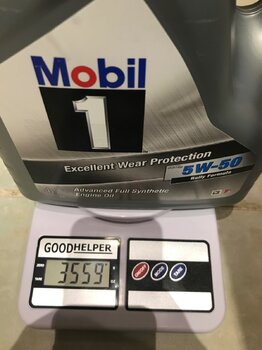 Mobil
1
Excellent Wear Protection
5W-50
Rally Formula
Advanced Full Synthetic
Engine Oil
GOODHELPER
3559